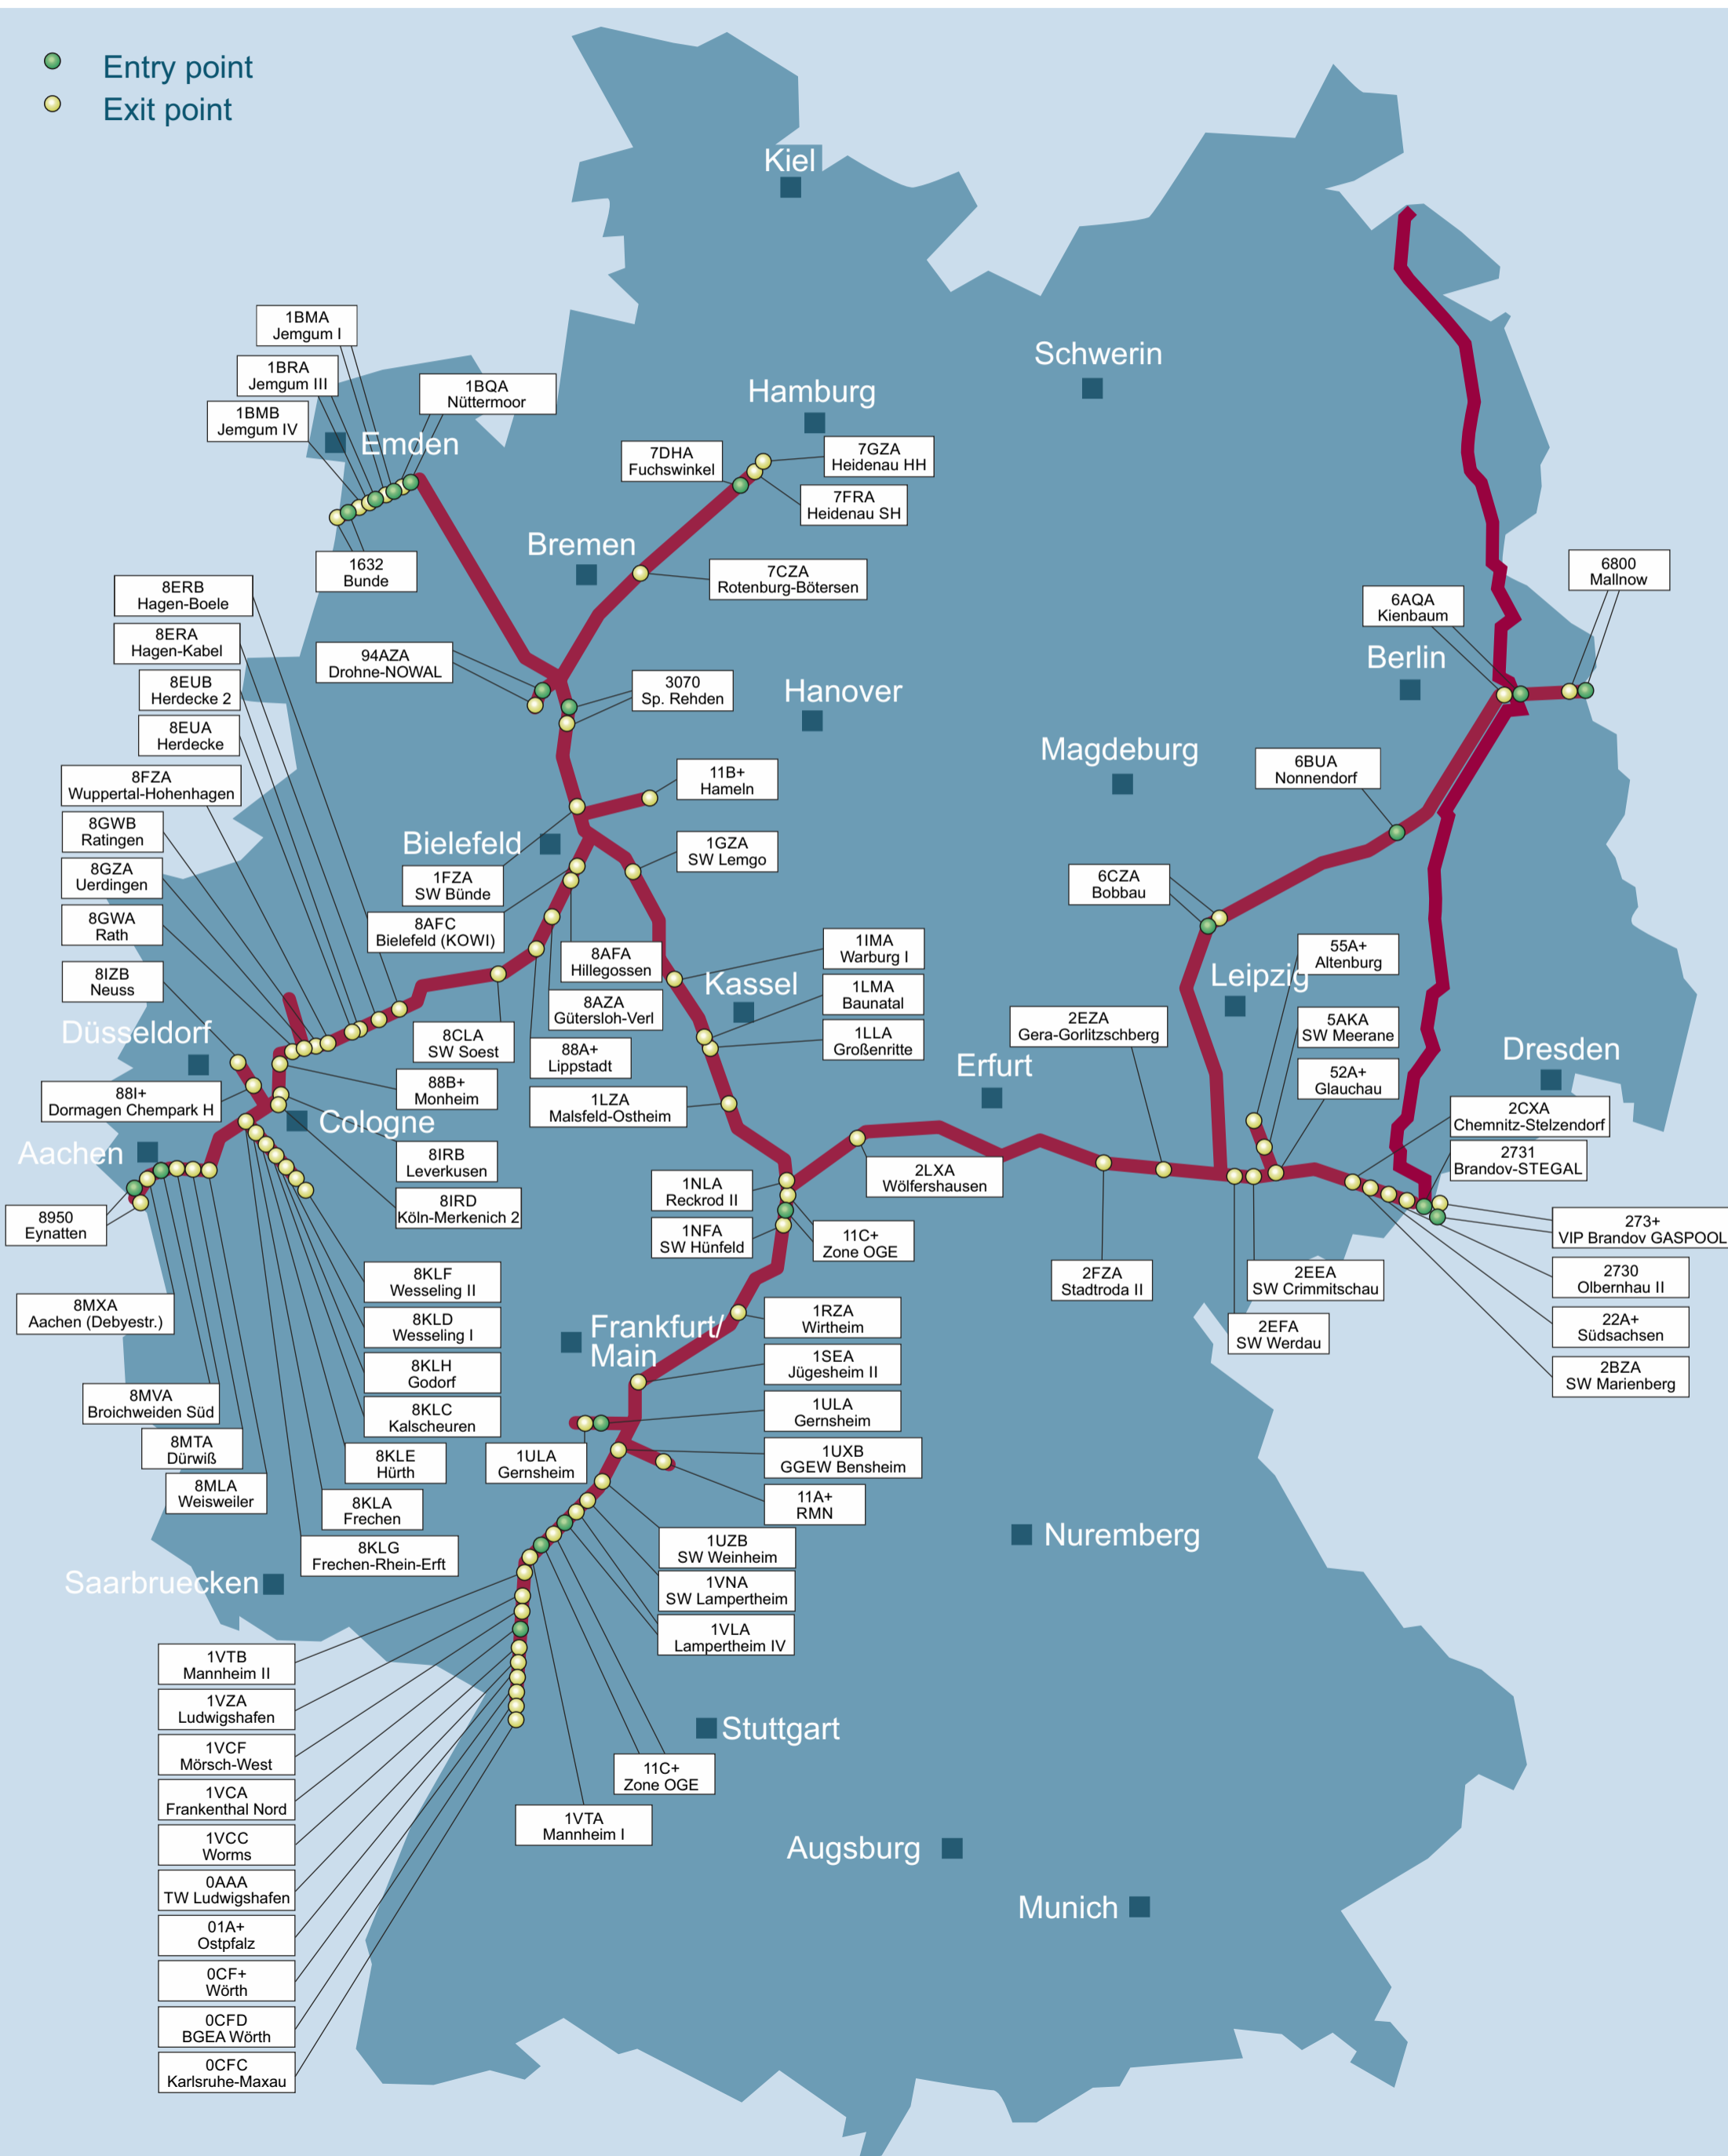 Entry point
Exit point
Kiel
1BMA
Jemgum I
1BRA
Jemgum III
1BMB
Jemgum IV
1BQA
Nüttermoor
Emden
Schwerin
Hamburg
7DHA
Fuchswinkel
7GZA
Heidenau HH
7FRA
Heidenau SH
Bremen
1632
Bunde
7CZA
Rotenburg-Bötersen
8ERB
Hagen-Boele
8ERA
Hagen-Kabel
8EUB
Herdecke 2
8EUA
Herdecke
8FZA
Wuppertal-Hohenhagen
8GWB
Ratingen
8GZA
Uerdingen
8GWA
Rath
8IZB
Neuss
94AZA
Drohne-NOWAL
3070
Sp. Rehden
Hanover
6800
Mallnow
6AQA
Kienbaum
Berlin
Magdeburg
6BUA
Nonnendorf
11B+
Hameln
Bielefeld
1GZA
SW Lemgo
1FZA
SW Bünde
8AFC
Bielefeld (KOWI)
8AFA
Hillegossen
8AZA
Gütersloh-Verl
8CLA
SW Soest
88A+
Lippstadt
6CZA
Bobbau
55A+
Altenburg
Leipzig
5AKA
SW Meerane
52A+
Glauchau
Kassel
1IMA
Warburg I
1LMA
Baunatal
1LLA
Großenritte
1LZA
Malsfeld-Ostheim
2EZA
Gera-Gorlitzschberg
Erfurt
Dresden
2CXA
Chemnitz-Stelzendorf
2731
Brandov-STEGAL
Düsseldorf
88I+
Dormagen Chempark H
88B+
Monheim
Cologne
8IRB
Leverkusen
8IRD
Köln-Merkenich 2
Aachen
8950
Eynatten
1NLA
Reckrod II
1NFA
SW Hünfeld
2LXA
Wölfershausen
11C+
Zone OGE
2FZA
Stadtroda II
2EEA
SW Crimmitschau
2EFA
SW Werdau
273+
VIP Brandov GASPOOL
2730
Olbernhau II
22A+
Südsachsen
2BZA
SW Marienberg
8MXA
Aachen (Debyestr.)
8MVA
Broichweiden Süd
8MTA
Dürwiß
8MLA
Weisweiler
8KLF
Wesseling II
8KLD
Wesseling I
8KLH
Godorf
8KLC
Kalscheuren
8KLE
Hürth
8KLA
Frechen
8KLG
Frechen-Rhein-Erft
Frankfurt/
Main
1RZA
Wirtheim
1SEA
Jügesheim II
1ULA
Gernsheim
1ULA
Gernsheim
1UXB
GGEW Bensheim
11A+
RMN
1UZB
SW Weinheim
1VNA
SW Lampertheim
1VLA
Lampertheim IV
Nuremberg
Saarbruecken
1VTB
Mannheim II
1VZA
Ludwigshafen
1VCF
Mörsch-West
1VCA
Frankenthal Nord
1VCC
Worms
0AAA
TW Ludwigshafen
01A+
Ostpfalz
0CF+
Wörth
0CFD
BGEA Wörth
0CFC
Karlsruhe-Maxau
Stuttgart
11C+
Zone OGE
1VTA
Mannheim I
Augsburg
Munich